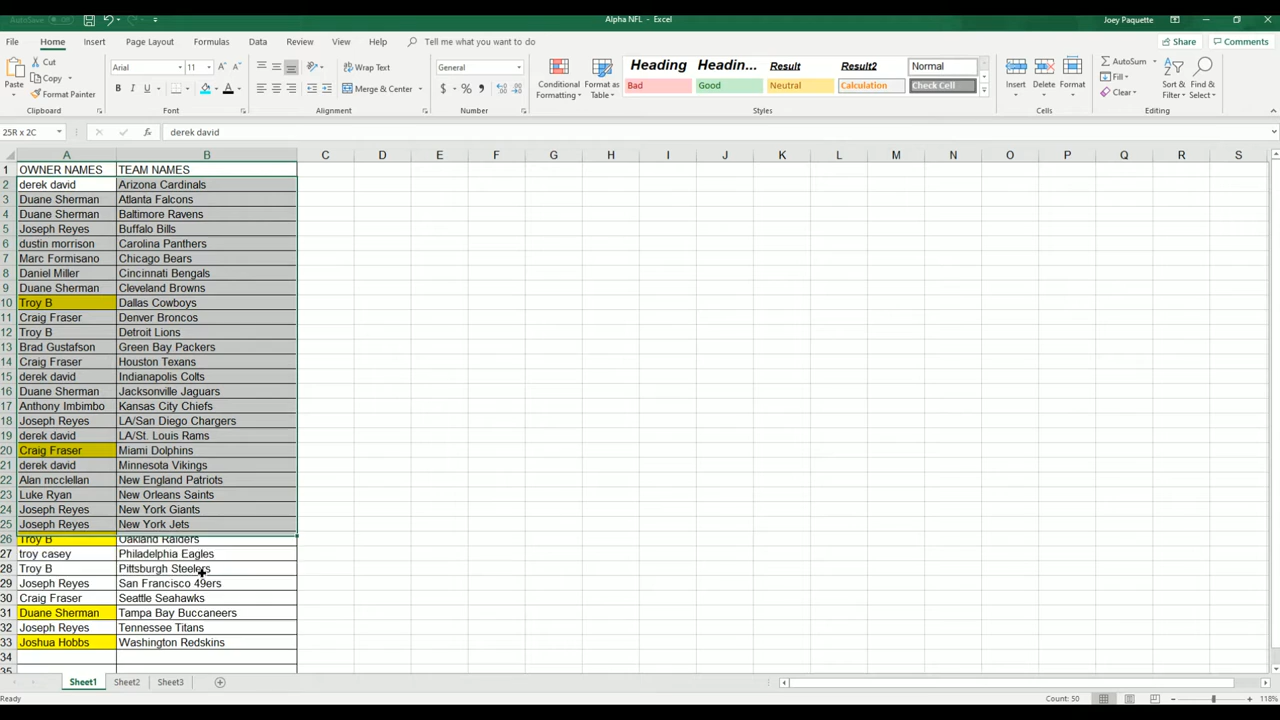 AutoSave Off Alpha NFL - Excel Joey Paquette
File Home Insert Page Layout Formulas Data Review View Help Tell me what you want to do Share Comments
Paste Cut Copy Format Painter Clipboard
Arial 11 B I U Font
Wrap Text Merge & Center Alignment
General $ % , Number
Conditional Formatting Format as Table
Heading Headin... Result Result2 Normal
Bad Good Neutral Calculation Check Cell
Styles
Insert Delete Format Cells
AutoSum Fill Clear Sort & Filter Find & Select Editing
25R x 2C fx derek david
A B C D E F G H I J K L M N O P Q R S
1 OWNER NAMES TEAM NAMES
2 derek david Arizona Cardinals
3 Duane Sherman Atlanta Falcons
4 Duane Sherman Baltimore Ravens
5 Joseph Reyes Buffalo Bills
6 dustin morrison Carolina Panthers
7 Marc Formisano Chicago Bears
8 Daniel Miller Cincinnati Bengals
9 Duane Sherman Cleveland Browns
10 Troy B Dallas Cowboys
11 Craig Fraser Denver Broncos
12 Troy B Detroit Lions
13 Brad Gustafson Green Bay Packers
14 Craig Fraser Houston Texans
15 derek david Indianapolis Colts
16 Duane Sherman Jacksonville Jaguars
17 Anthony Imbimbo Kansas City Chiefs
18 Joseph Reyes LA/San Diego Chargers
19 derek david LA/St. Louis Rams
20 Craig Fraser Miami Dolphins
21 derek david Minnesota Vikings
22 Alan mcclellan New England Patriots
23 Luke Ryan New Orleans Saints
24 Joseph Reyes New York Giants
25 Joseph Reyes New York Jets
26 Troy B Oakland Raiders
27 troy casey Philadelphia Eagles
28 Troy B Pittsburgh Steelers
29 Joseph Reyes San Francisco 49ers
30 Craig Fraser Seattle Seahawks
31 Duane Sherman Tampa Bay Buccaneers
32 Joseph Reyes Tennessee Titans
33 Joshua Hobbs Washington Redskins
34
35
Sheet1 Sheet2 Sheet3
Ready Count: 50 118%